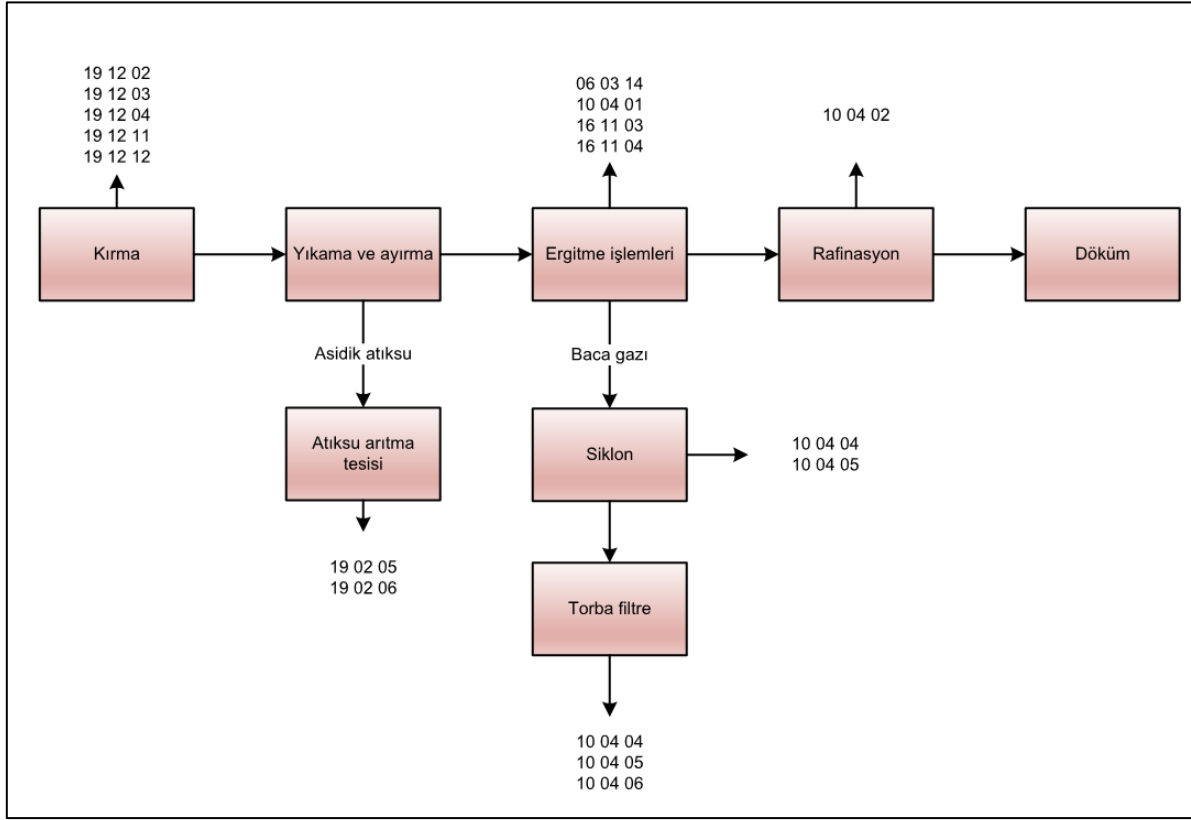 19 12 02
19 12 03
19 12 04
19 12 11
19 12 12
06 03 14
10 04 01
16 11 03
16 11 04
10 04 02
Kırma
Yıkama ve ayırma
Ergitme işlemleri
Rafinasyon
Döküm
Asidik atıksu
Baca gazı
Atıksu arıtma
tesisi
Siklon
10 04 04
10 04 05
19 02 05
19 02 06
Torba filtre
10 04 04
10 04 05
10 04 06